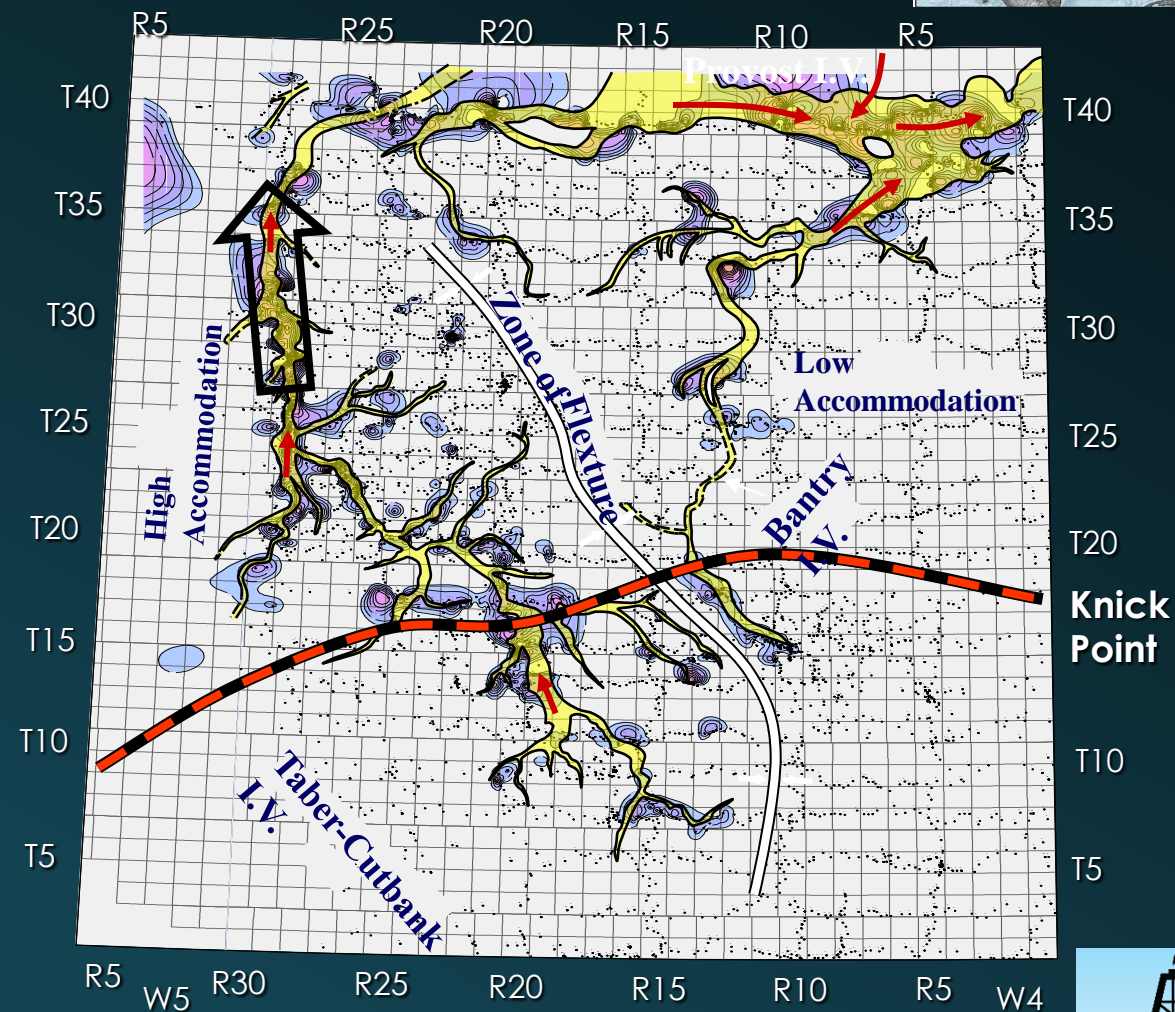 R5 R25 R20 R15 R10 R5
Provost I.V.
T40
T35
T30
T25
T20
T15
T10
T5
T40
T35
T30
T25
T20
T10
T5
High
Accommodation
Zone of Flexture
Low
Accommodation
Bantry
I.V.
Knick
Point
Taber-Cutbank
I.V.
R5 W5 R30 R25 R20 R15 R10 R5 W4